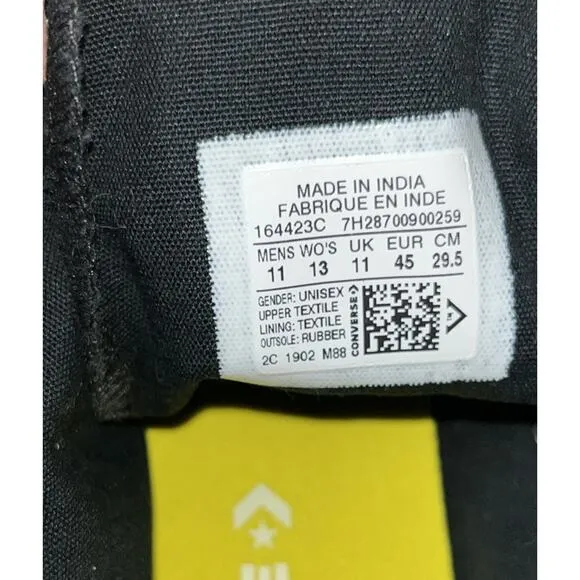 MADE IN INDIA
FABRIQUE EN INDE
164423C 7H28700900259
MENS WO'S UK EUR CM
11 13 11 45 29.5
GENDER: UNISEX
UPPER TEXTILE
LINING: TEXTILE
OUTSOLE: RUBBER
2C 1902 M88
CONVERSE